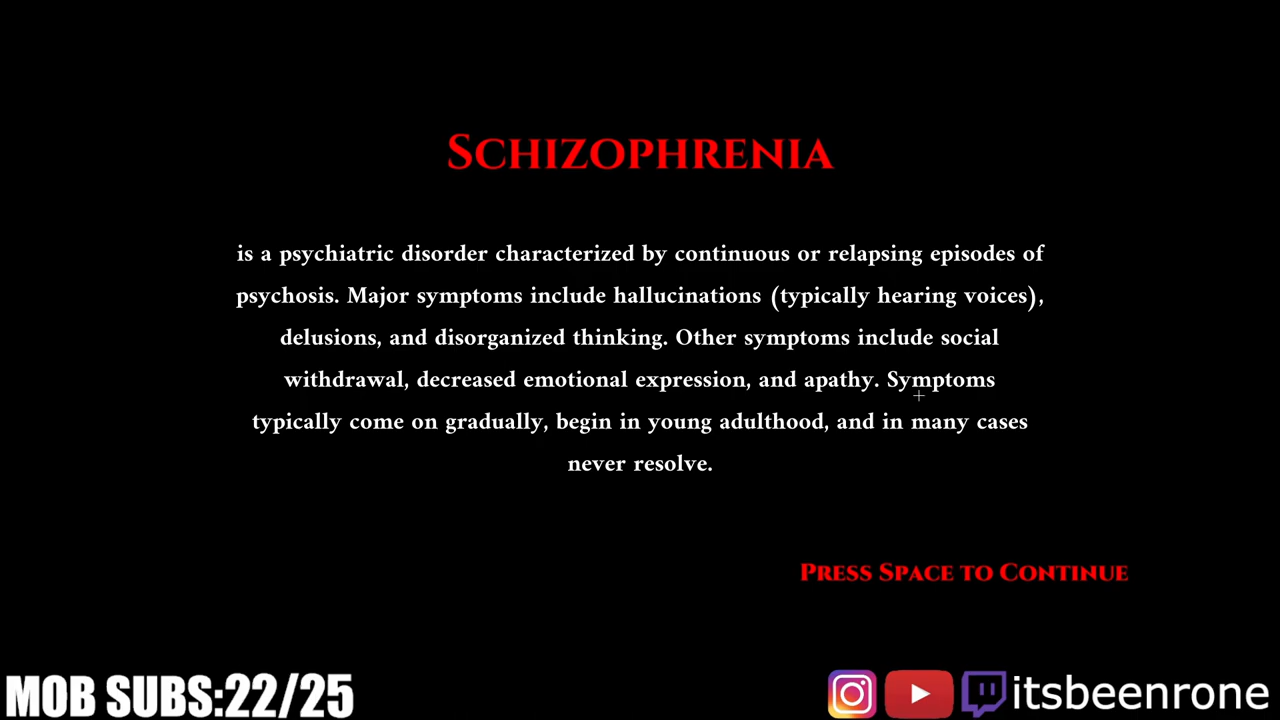 Schizophrenia
is a psychiatric disorder characterized by continuous or relapsing episodes of
psychosis. Major symptoms include hallucinations (typically hearing voices),
delusions, and disorganized thinking. Other symptoms include social
withdrawal, decreased emotional expression, and apathy. Symptoms
typically come on gradually, begin in young adulthood, and in many cases
never resolve.
Press Space to Continue
MOB SUBS:22/25
itsbeenrone